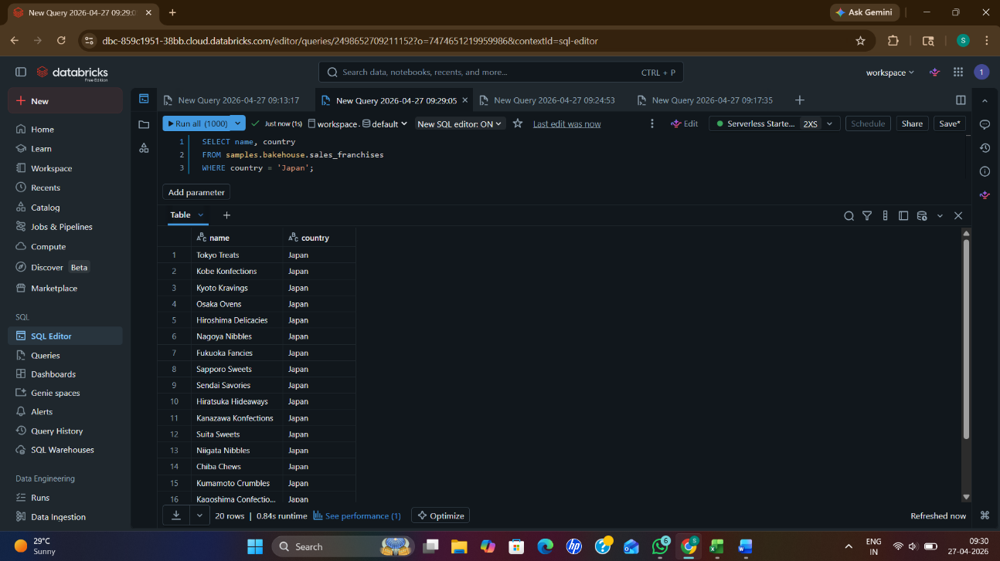 New Query 2026-04-27 09:29:0
Ask Gemini
dbc-859c1951-38bb.cloud.databricks.com/editor/queries/2498652709211152?o=7474651219959986&contextId=sql-editor
S
databricks
Free Edition
Search data, notebooks, recents, and more...
CTRL + P
workspace
1
New
Home
Learn
Workspace
Recents
Catalog
Jobs & Pipelines
Compute
Discover Beta
Marketplace
SQL
SQL Editor
Queries
Dashboards
Genie spaces
Alerts
Query History
SQL Warehouses
Data Engineering
Runs
Data Ingestion
New Query 2026-04-27 09:13:17
New Query 2026-04-27 09:29:05
New Query 2026-04-27 09:24:53
New Query 2026-04-27 09:17:35
Run all (1000)
Just now (1s)
workspace. default
New SQL editor: ON
Last edit was now
Edit
Serverless Starte... 2XS
Schedule
Share
Save*
1 SELECT name, country
2 FROM samples.bakehouse.sales_franchises
3 WHERE country = 'Japan';
Add parameter
Table
name country
1 Tokyo Treats Japan
2 Kobe Konfections Japan
3 Kyoto Kravings Japan
4 Osaka Ovens Japan
5 Hiroshima Delicacies Japan
6 Nagoya Nibbles Japan
7 Fukuoka Fancies Japan
8 Sapporo Sweets Japan
9 Sendai Savories Japan
10 Hiratsuka Hideaways Japan
11 Kanazawa Konfections Japan
12 Suita Sweets Japan
13 Niigata Nibbles Japan
14 Chiba Chews Japan
15 Kumamoto Crumbles Japan
16 Kagoshima Confectio... Japan
20 rows | 0.84s runtime
See performance (1)
Optimize
Refreshed now
29°C
Sunny
Search
6
S
ENG
IN
09:30
27-04-2026